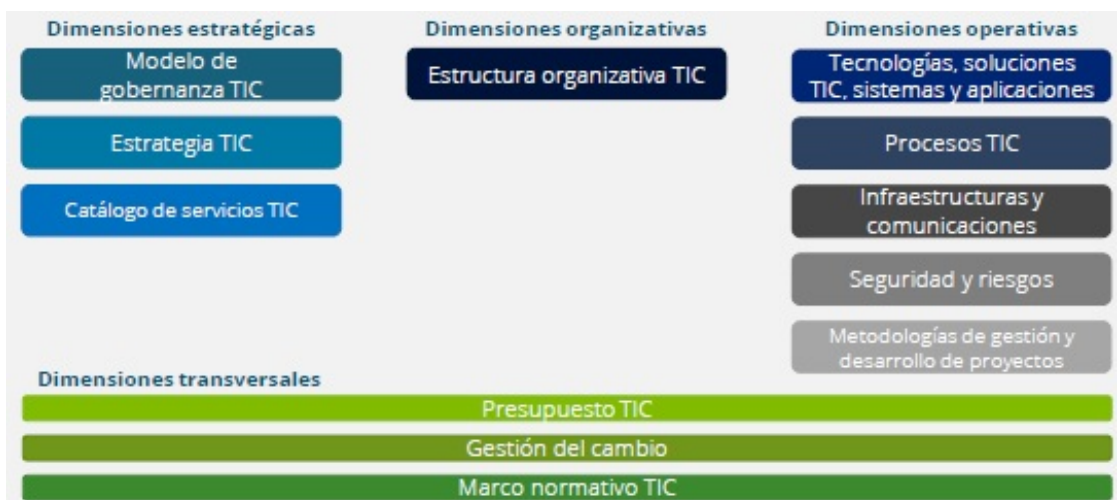 Dimensiones estratégicas
Modelo de
gobernanza TIC
Estrategia TIC
Catálogo de servicios TIC
Dimensiones organizativas
Estructura organizativa TIC
Dimensiones operativas
Tecnologías, soluciones
TIC, sistemas y aplicaciones
Procesos TIC
Infraestructuras y
comunicaciones
Seguridad y riesgos
Metodologías de gestión y
desarrollo de proyectos
Dimensiones transversales
Presupuesto TIC
Gestión del cambio
Marco normativo TIC